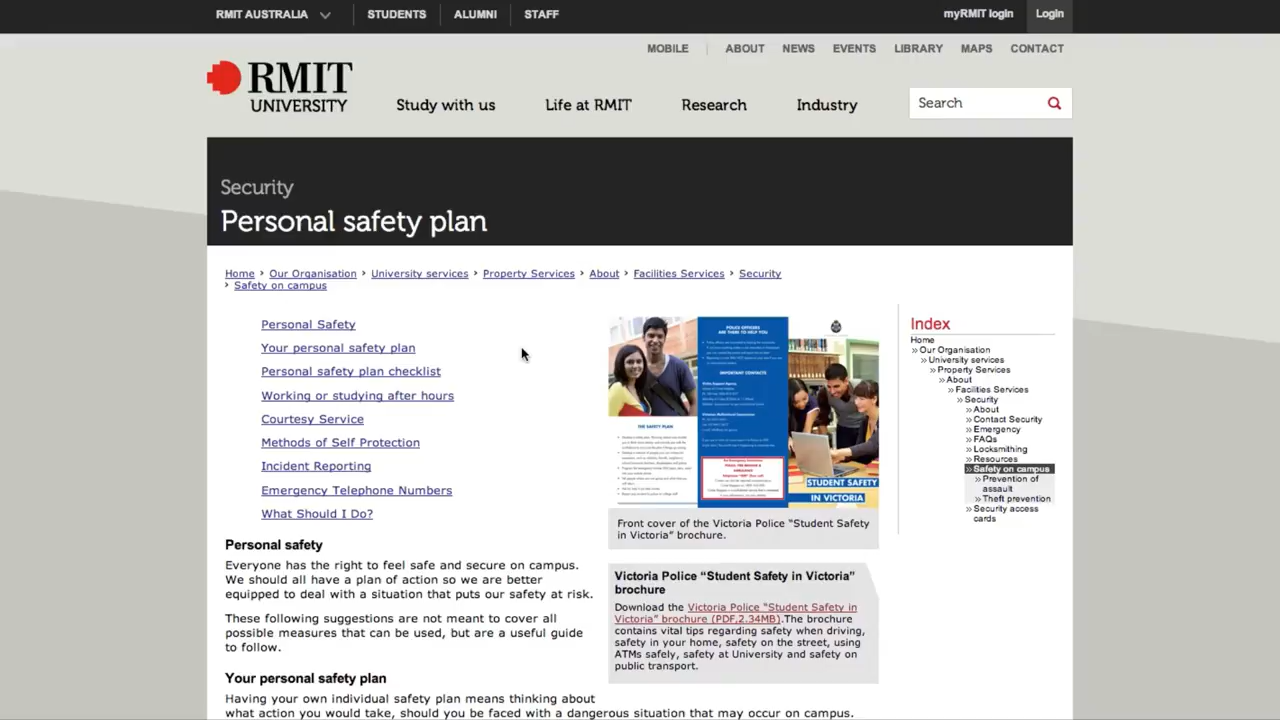 RMIT AUSTRALIA
STUDENTS
ALUMNI
STAFF
myRMIT login
Login
MOBILE
ABOUT
NEWS
EVENTS
LIBRARY
MAPS
CONTACT
RMIT
UNIVERSITY
Study with us
Life at RMIT
Research
Industry
Search
Security
Personal safety plan
Home › Our Organisation › University services › Property Services › About › Facilities Services › Security
› Safety on campus
Personal Safety
Your personal safety plan
Personal safety plan checklist
Working or studying after hours
Courtesy Service
Methods of Self Protection
Incident Reporting
Emergency Telephone Numbers
What Should I Do?
Personal safety
Everyone has the right to feel safe and secure on campus.
We should all have a plan of action so we are better
equipped to deal with a situation that puts our safety at risk.
These following suggestions are not meant to cover all
possible measures that can be used, but are a useful guide
to follow.
Your personal safety plan
Having your own individual safety plan means thinking about
what action you would take, should you be faced with a dangerous situation that may occur on campus.
POLICE OFFICERS
ARE THERE TO HELP YOU
IMPORTANT CONTACTS
THE SAFETY PLAN
STUDENT SAFETY
IN VICTORIA
Front cover of the Victoria Police “Student Safety
in Victoria” brochure.
Victoria Police “Student Safety in Victoria”
brochure
Download the Victoria Police “Student Safety in
Victoria” brochure (PDF,2.34MB).The brochure
contains vital tips regarding safety when driving,
safety in your home, safety on the street, using
ATMs safely, safety at University and safety on
public transport.
Index
Home
» Our Organisation
» University services
» Property Services
» About
» Facilities Services
» Security
» About
» Contact Security
» Emergency
» FAQs
» Locksmithing
» Resources
» Safety on campus
» Prevention of
assault
» Theft prevention
» Security access
cards